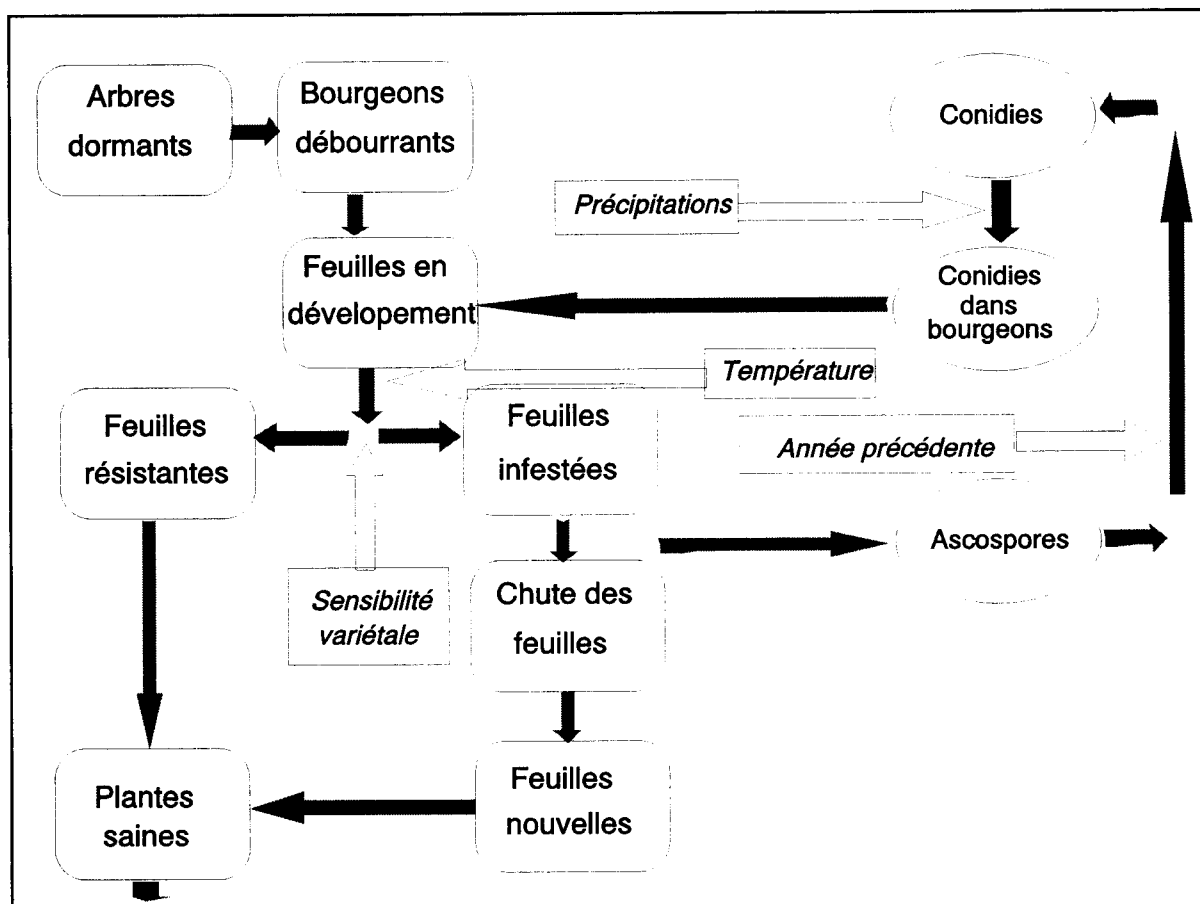 Arbres
dormants
Bourgeons
débourrants
Conidies
Précipitations
Feuilles en
dévelopement
Conidies
dans
bourgeons
Température
Feuilles
résistantes
Feuilles
infestées
Année précédente
Ascospores
Sensibilité
variétale
Chute des
feuilles
Plantes
saines
Feuilles
nouvelles